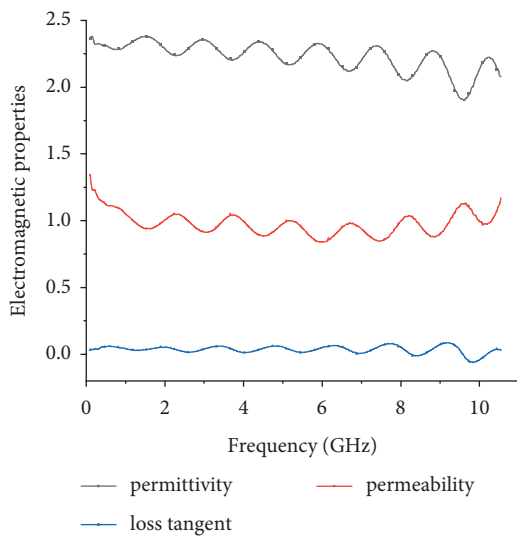 2.5
2.0
1.5
1.0
0.5
0.0
Electromagnetic properties
0 2 4 6 8 10
Frequency (GHz)
permittivity permeability
loss tangent